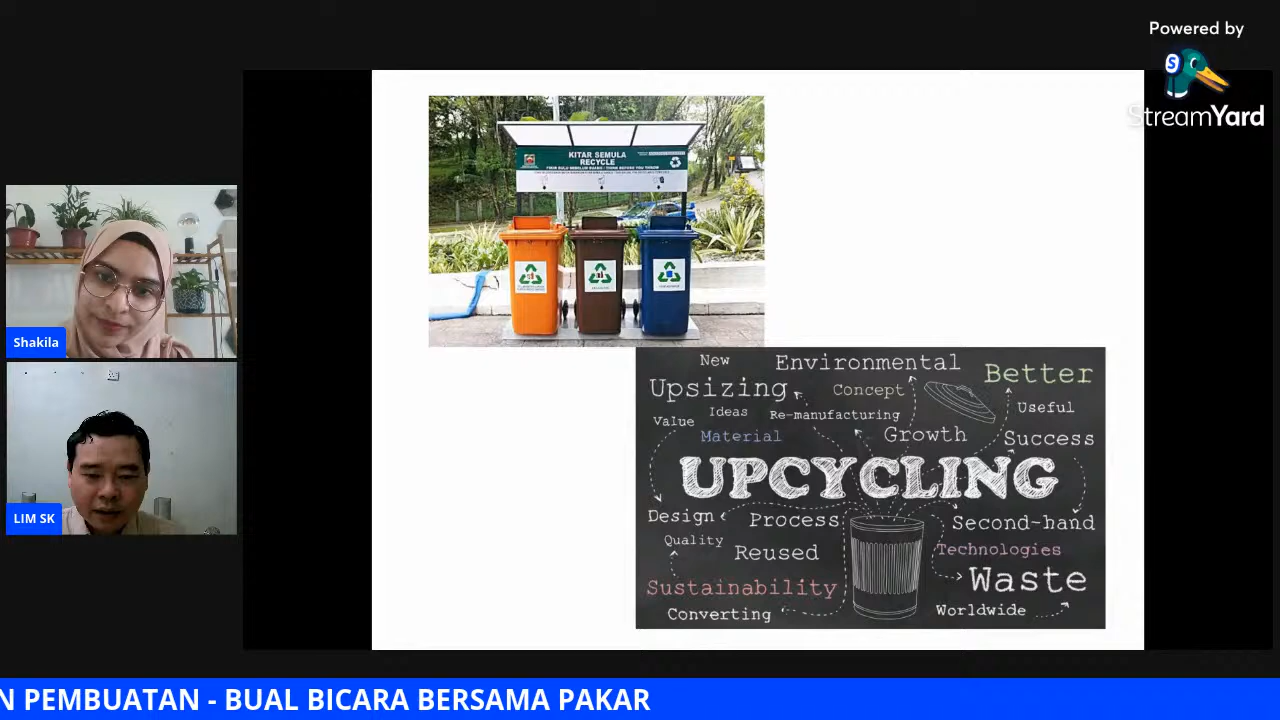 Powered by
StreamYard
KITAR SEMULA
RECYCLE
Shakila
LIM SK
New
Environmental
Better
Upsizing
Concept
Useful
Value
Ideas
Re-manufacturing
Material
Growth
Success
UPCYCLING
Design
Process
Second-hand
Quality
Reused
Technologies
Sustainability
Waste
Converting
Worldwide
N PEMBUATAN - BUAL BICARA BERSAMA PAKAR